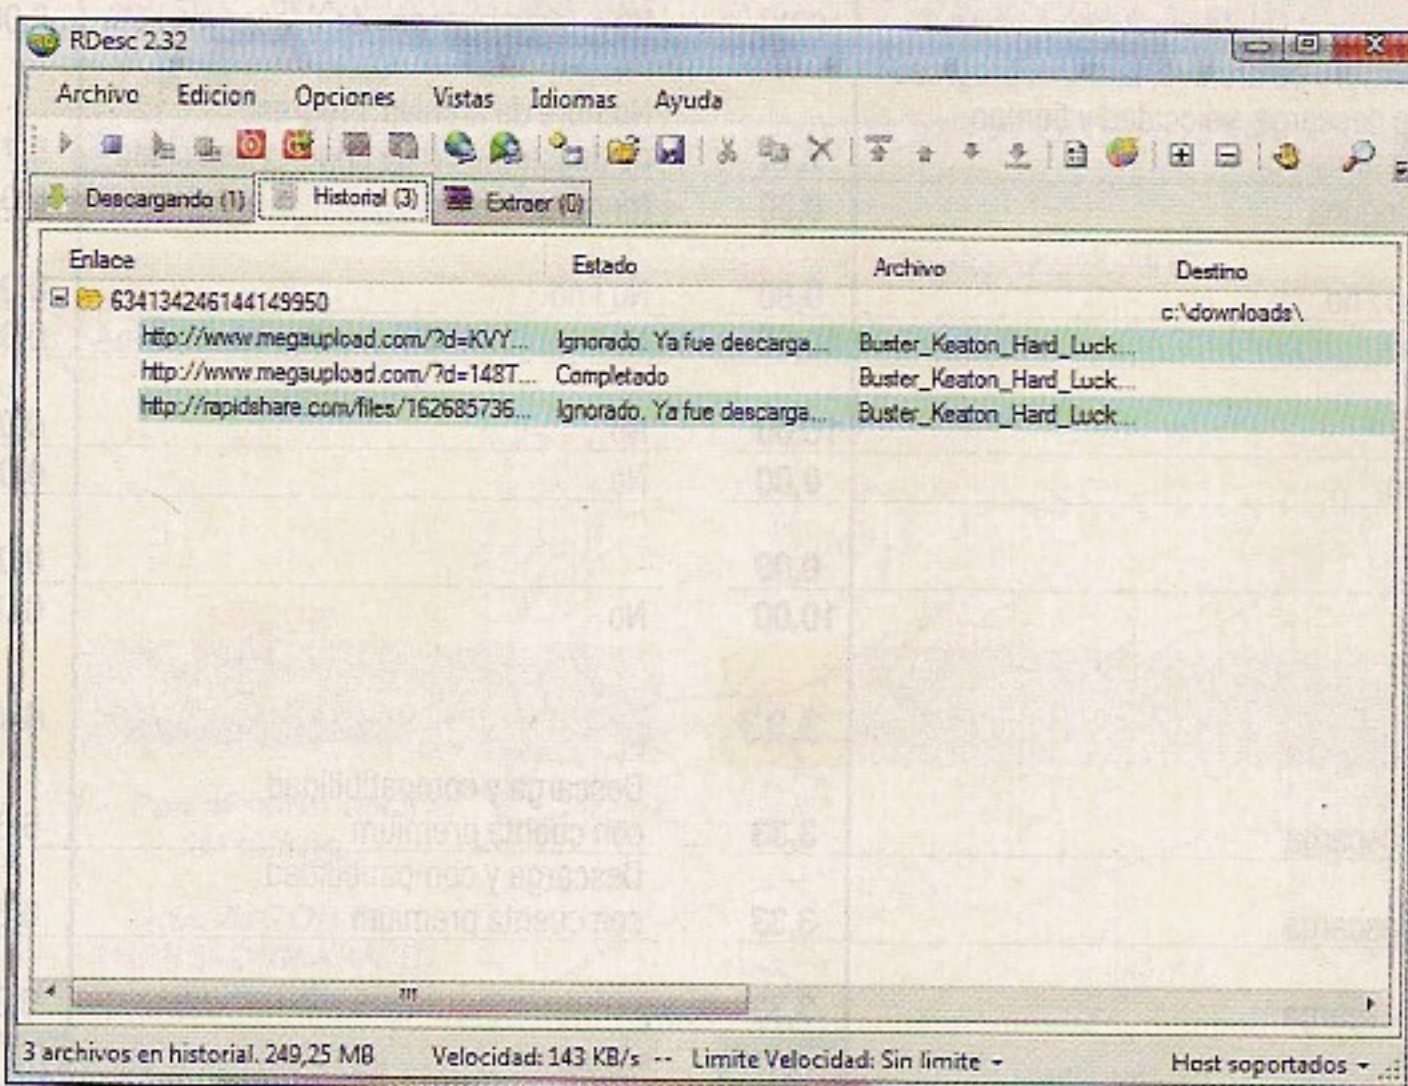 RDesc 2.32
Archivo Edicion Opciones Vistas Idiomas Ayuda
Descargando (1) Historial (3) Extraer (0)
Enlace Estado Archivo Destino
634134246144149950 c:\downloads\
http://www.megaupload.com/?d=KVY... Ignorado. Ya fue descarga... Buster_Keaton_Hard_Luck...
http://www.megaupload.com/?d=148T... Completado Buster_Keaton_Hard_Luck...
http://rapidshare.com/files/162685736... Ignorado. Ya fue descarga... Buster_Keaton_Hard_Luck...
3 archivos en historial. 249,25 MB Velocidad: 143 KB/s -- Limite Velocidad: Sin limite Host soportados